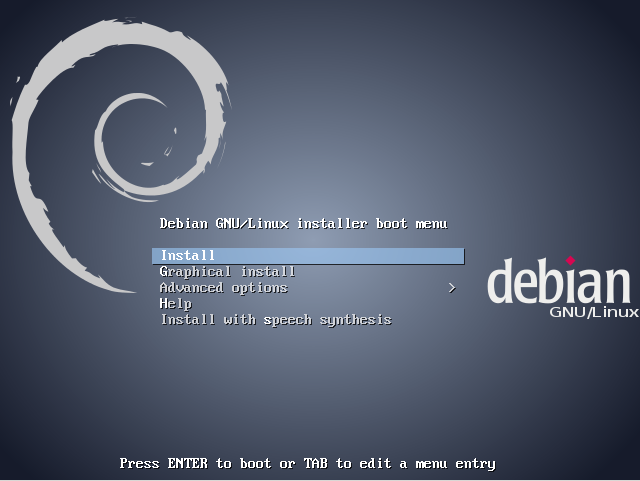 Debian GNU/Linux installer boot menu
Install
Graphical install
Advanced options >
Help
Install with speech synthesis
debian
GNU/Linux
Press ENTER to boot or TAB to edit a menu entry